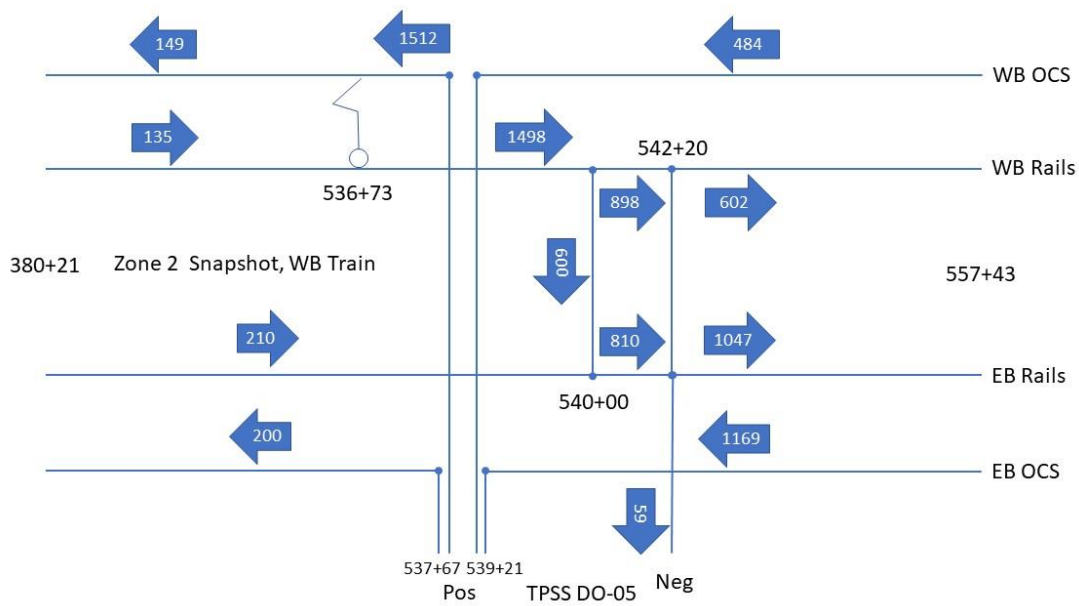 149
1512
484
WB OCS
135
1498
542+20
WB Rails
536+73
898
602
380+21
Zone 2 Snapshot, WB Train
600
557+43
210
810
1047
EB Rails
540+00
200
1169
EB OCS
59
537+67
539+21
Pos
TPSS DO-05
Neg